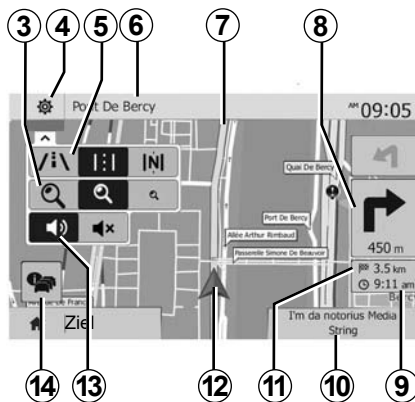 3
4
5
6
7
8
Pont De Bercy
AM 09:05
N
Quai De Bercy
Port De Bercy
Allée Arthur Rimbaud
Passerelle Simone De Beauvoir
450 m
3.5 km
9:11 am
Ziel
I'm da notorius Media
String
14
13
12
11
10
9